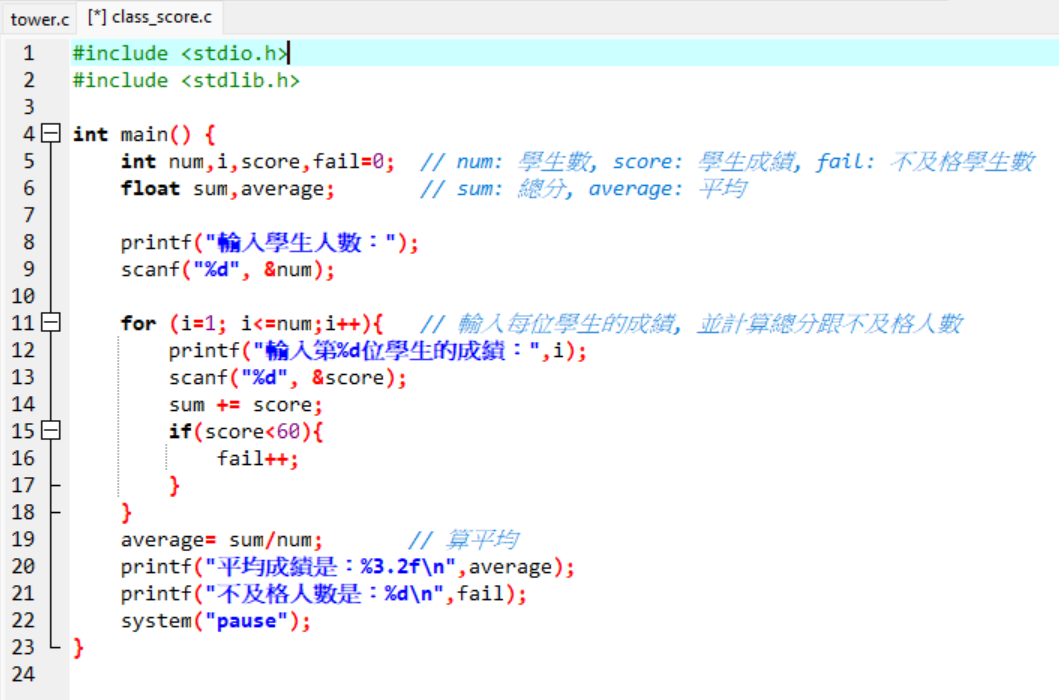 tower.c [*] class_score.c
1 #include <stdio.h>
2 #include <stdlib.h>
3
4 int main() {
5 int num,i,score,fail=0; // num: 學生數, score: 學生成績, fail: 不及格學生數
6 float sum,average; // sum: 總分, average: 平均
7
8 printf("輸入學生人數：");
9 scanf("%d", &num);
10
11 for (i=1; i<=num;i++){ // 輸入每位學生的成績, 並計算總分跟不及格人數
12 printf("輸入第%d位學生的成績：",i);
13 scanf("%d", &score);
14 sum += score;
15 if(score<60){
16 fail++;
17 }
18 }
19 average= sum/num; // 算平均
20 printf("平均成績是：%3.2f\n",average);
21 printf("不及格人數是：%d\n",fail);
22 system("pause");
23 }
24